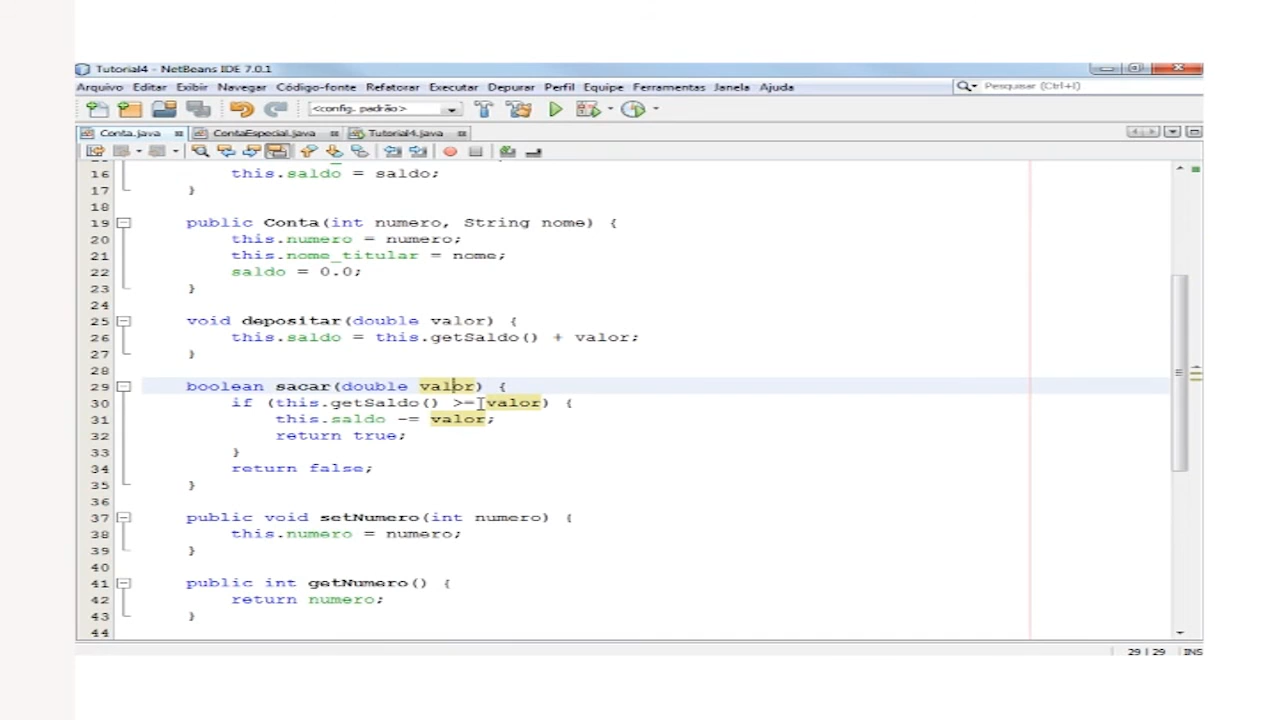 Tutorial4 - NetBeans IDE 7.0.1
Arquivo Editar Exibir Navegar Código-fonte Refatorar Executar Depurar Perfil Equipe Ferramentas Janela Ajuda Pesquisar (Ctrl+I)
<config. padrão>
Conta.java ContaEspecial.java Tutorial4.java
16 this.saldo = saldo;
17 }
18
19 public Conta(int numero, String nome) {
20 this.numero = numero;
21 this.nome_titular = nome;
22 saldo = 0.0;
23 }
24
25 void depositar(double valor) {
26 this.saldo = this.getSaldo() + valor;
27 }
28
29 boolean sacar(double valor) {
30 if (this.getSaldo() >= valor) {
31 this.saldo -= valor;
32 return true;
33 }
34 return false;
35 }
36
37 public void setNumero(int numero) {
38 this.numero = numero;
39 }
40
41 public int getNumero() {
42 return numero;
43 }
44
29 | 29 INS